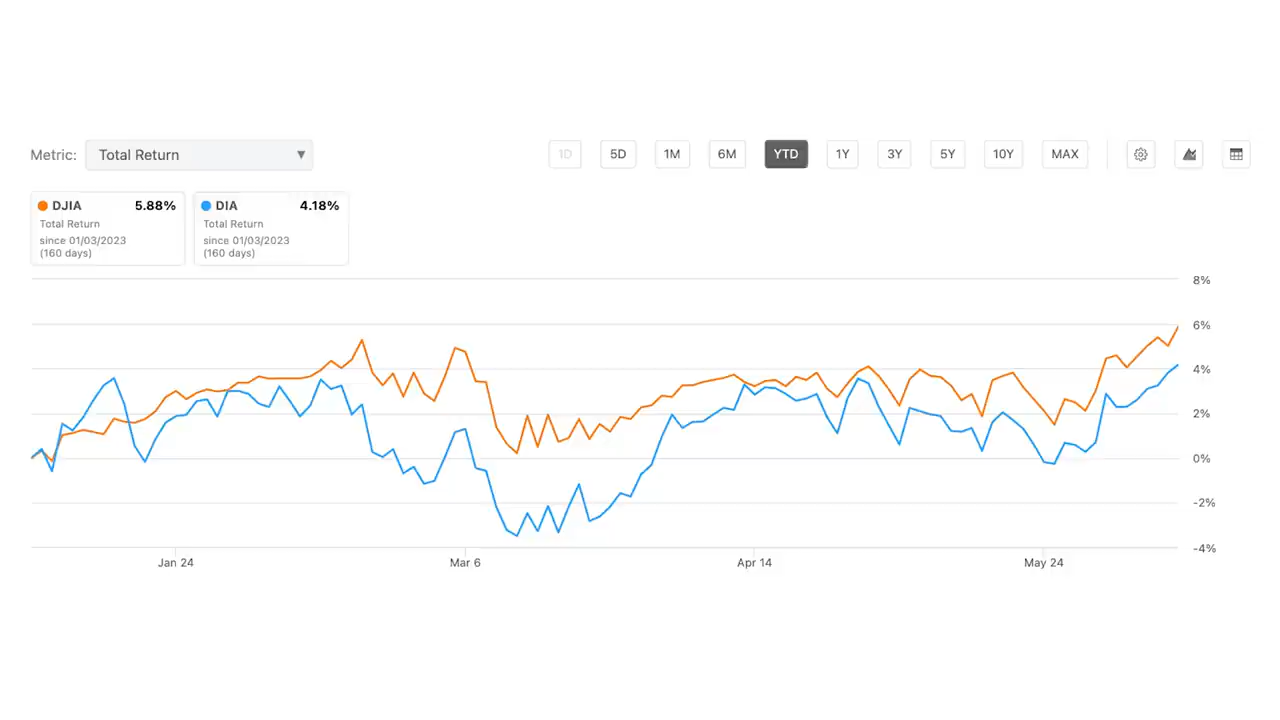 Metric: Total Return ▼ 1D 5D 1M 6M YTD 1Y 3Y 5Y 10Y MAX
DJIA 5.88%
Total Return
since 01/03/2023
(160 days)
DIA 4.18%
Total Return
since 01/03/2023
(160 days)
8%
6%
4%
2%
0%
-2%
-4%
Jan 24 Mar 6 Apr 14 May 24